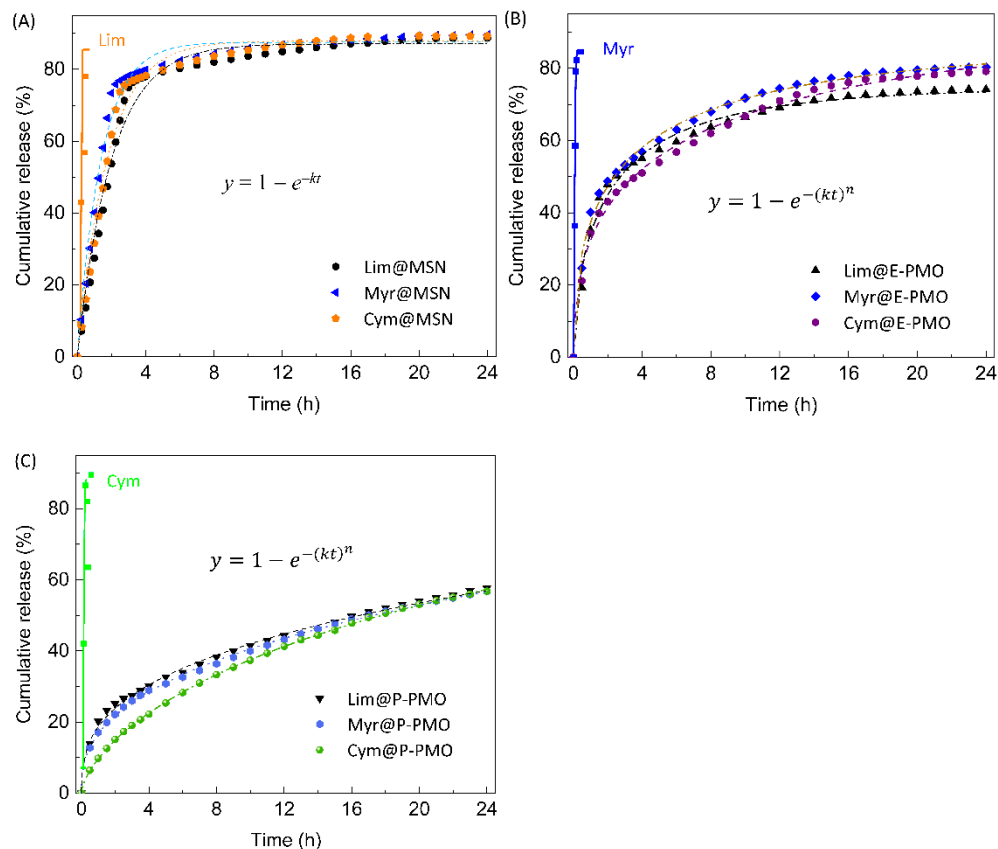 (A)
Lim
Cumulative release (%)
80
60
40
20
0
y = 1 − e^{−kt}
Lim@MSN
Myr@MSN
Cym@MSN
0 4 8 12 16 20 24
Time (h)
(B)
Myr
Cumulative release (%)
80
60
40
20
0
y = 1 − e^{−(kt)^n}
Lim@E-PMO
Myr@E-PMO
Cym@E-PMO
0 4 8 12 16 20 24
Time (h)
(C)
Cym
Cumulative release (%)
80
60
40
20
0
y = 1 − e^{−(kt)^n}
Lim@P-PMO
Myr@P-PMO
Cym@P-PMO
0 4 8 12 16 20 24
Time (h)